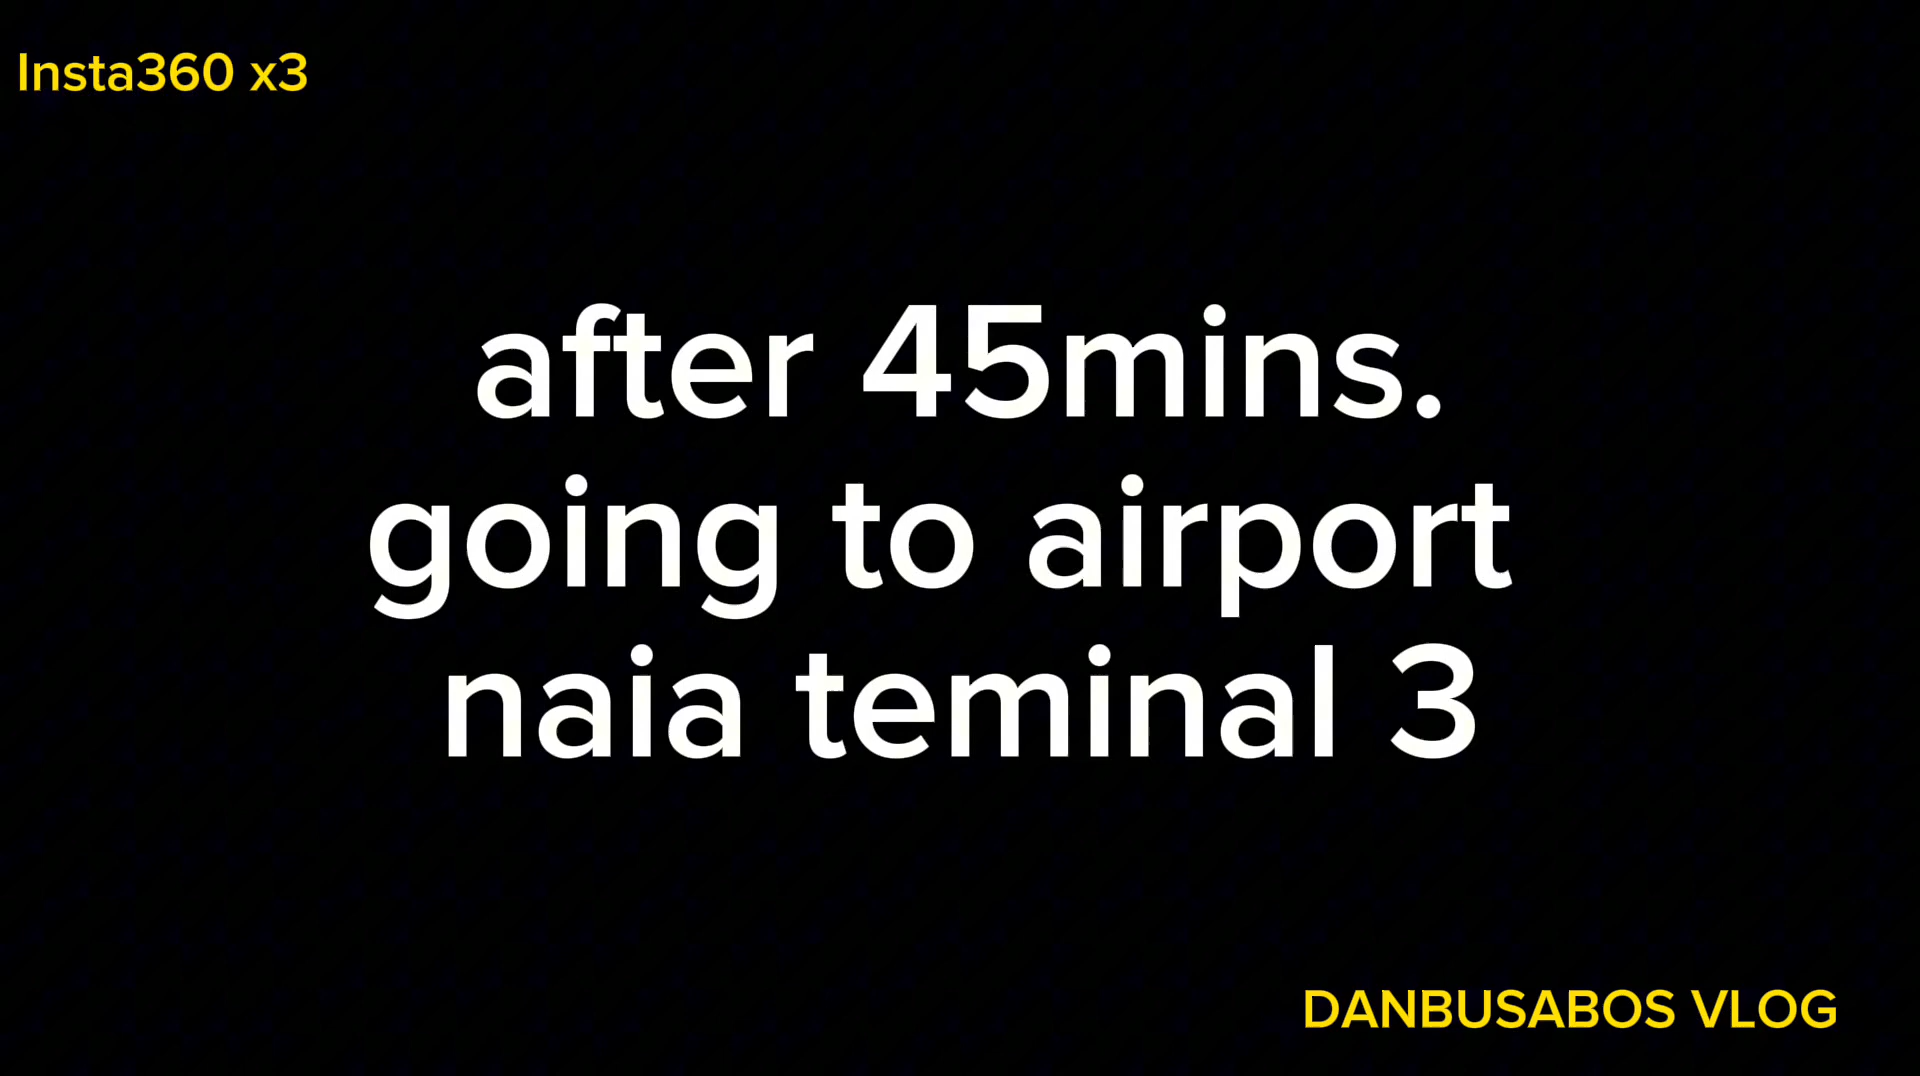 Insta360 x3
after 45mins.
going to airport
naia teminal 3
DANBUSABOS VLOG